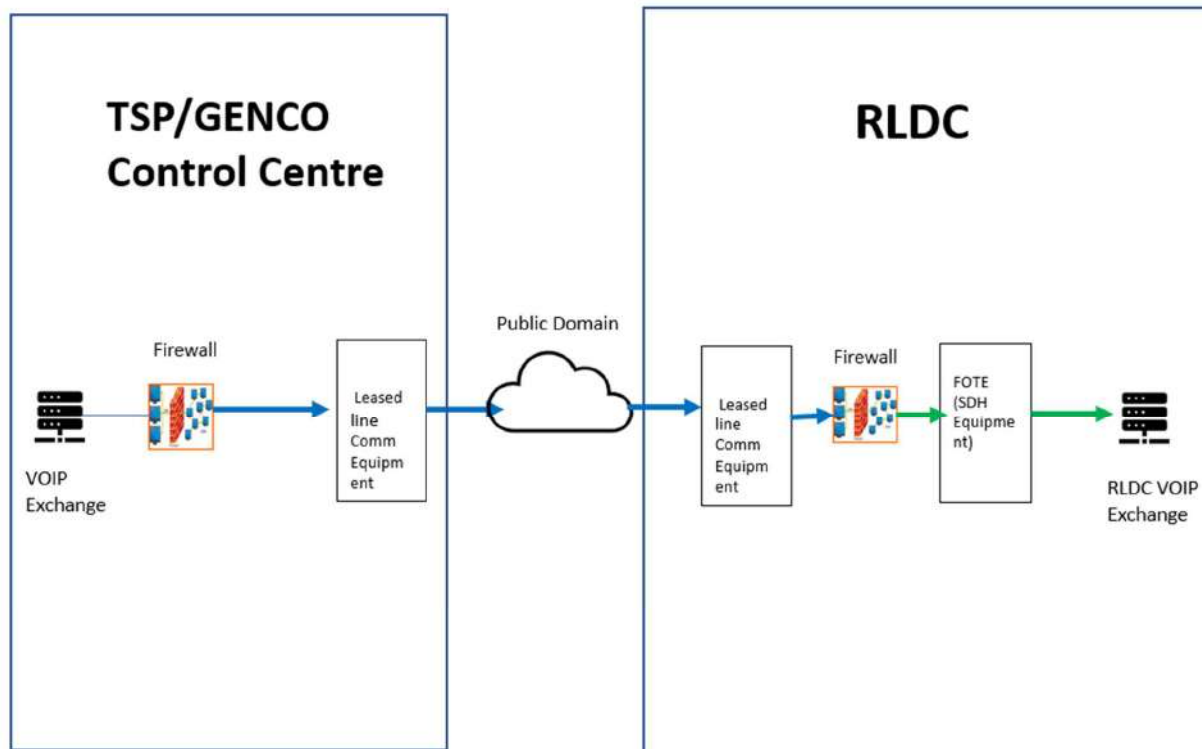 TSP/GENCO
Control Centre
RLDC
Public Domain
Firewall
Leased
line
Comm
Equipm
ent
VOIP
Exchange
Leased
line
Comm
Equipm
ent
Firewall
FOTE
(SDH
Equipme
nt)
RLDC VOIP
Exchange